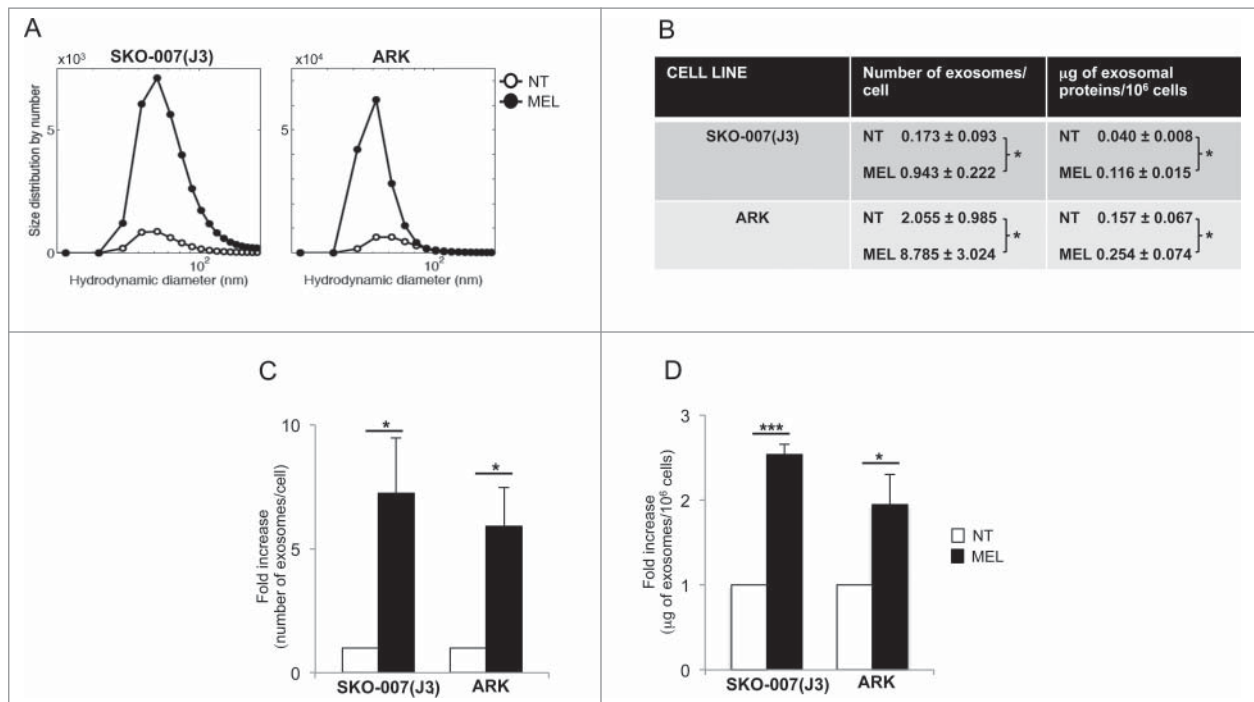 A
SKO-007(J3)
ARK
x10³
x10⁴
NT
MEL
5
5
0
0
10²
10²
Size distribution by number
Hydrodynamic diameter (nm)
Hydrodynamic diameter (nm)
B
CELL LINE
Number of exosomes/
cell
µg of exosomal
proteins/10⁶ cells
SKO-007(J3)
NT 0.173 ± 0.093
*
MEL 0.943 ± 0.222
NT 0.040 ± 0.008
*
MEL 0.116 ± 0.015
ARK
NT 2.055 ± 0.985
*
MEL 8.785 ± 3.024
NT 0.157 ± 0.067
*
MEL 0.254 ± 0.074
C
Fold increase
(number of exosomes/cell)
10
5
0
*
*
SKO-007(J3)
ARK
D
Fold increase
(µg of exosomes/10⁶ cells)
3
2
1
0
***
*
SKO-007(J3)
ARK
NT
MEL